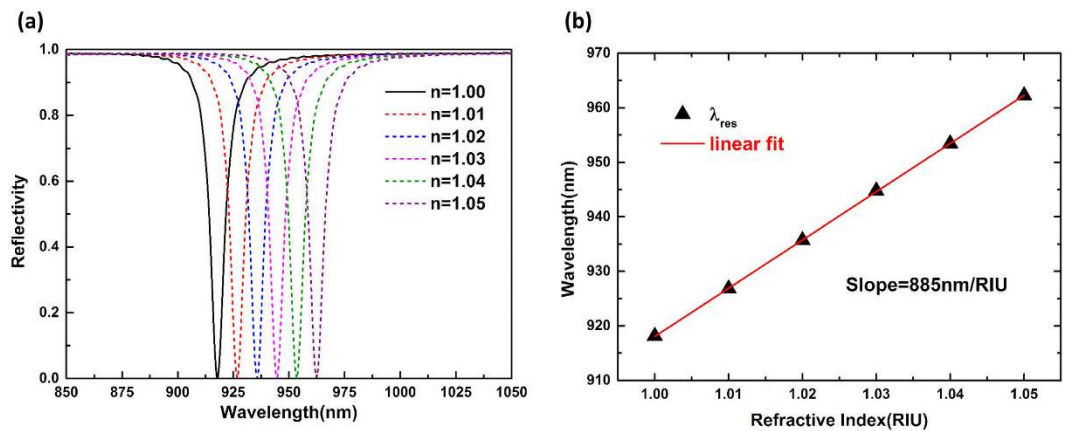 (a)
1.0
0.8
0.6
0.4
0.2
0.0
Reflectivity
850 900 925 950 975 1000 1050
Wavelength(nm)
n=1.00
n=1.01
n=1.02
n=1.03
n=1.04
n=1.05
(b)
970
960
950
940
930
920
910
Wavelength(nm)
1.00 1.01 1.02 1.03 1.04 1.05
Refractive Index(RIU)
λres
linear fit
Slope=885nm/RIU